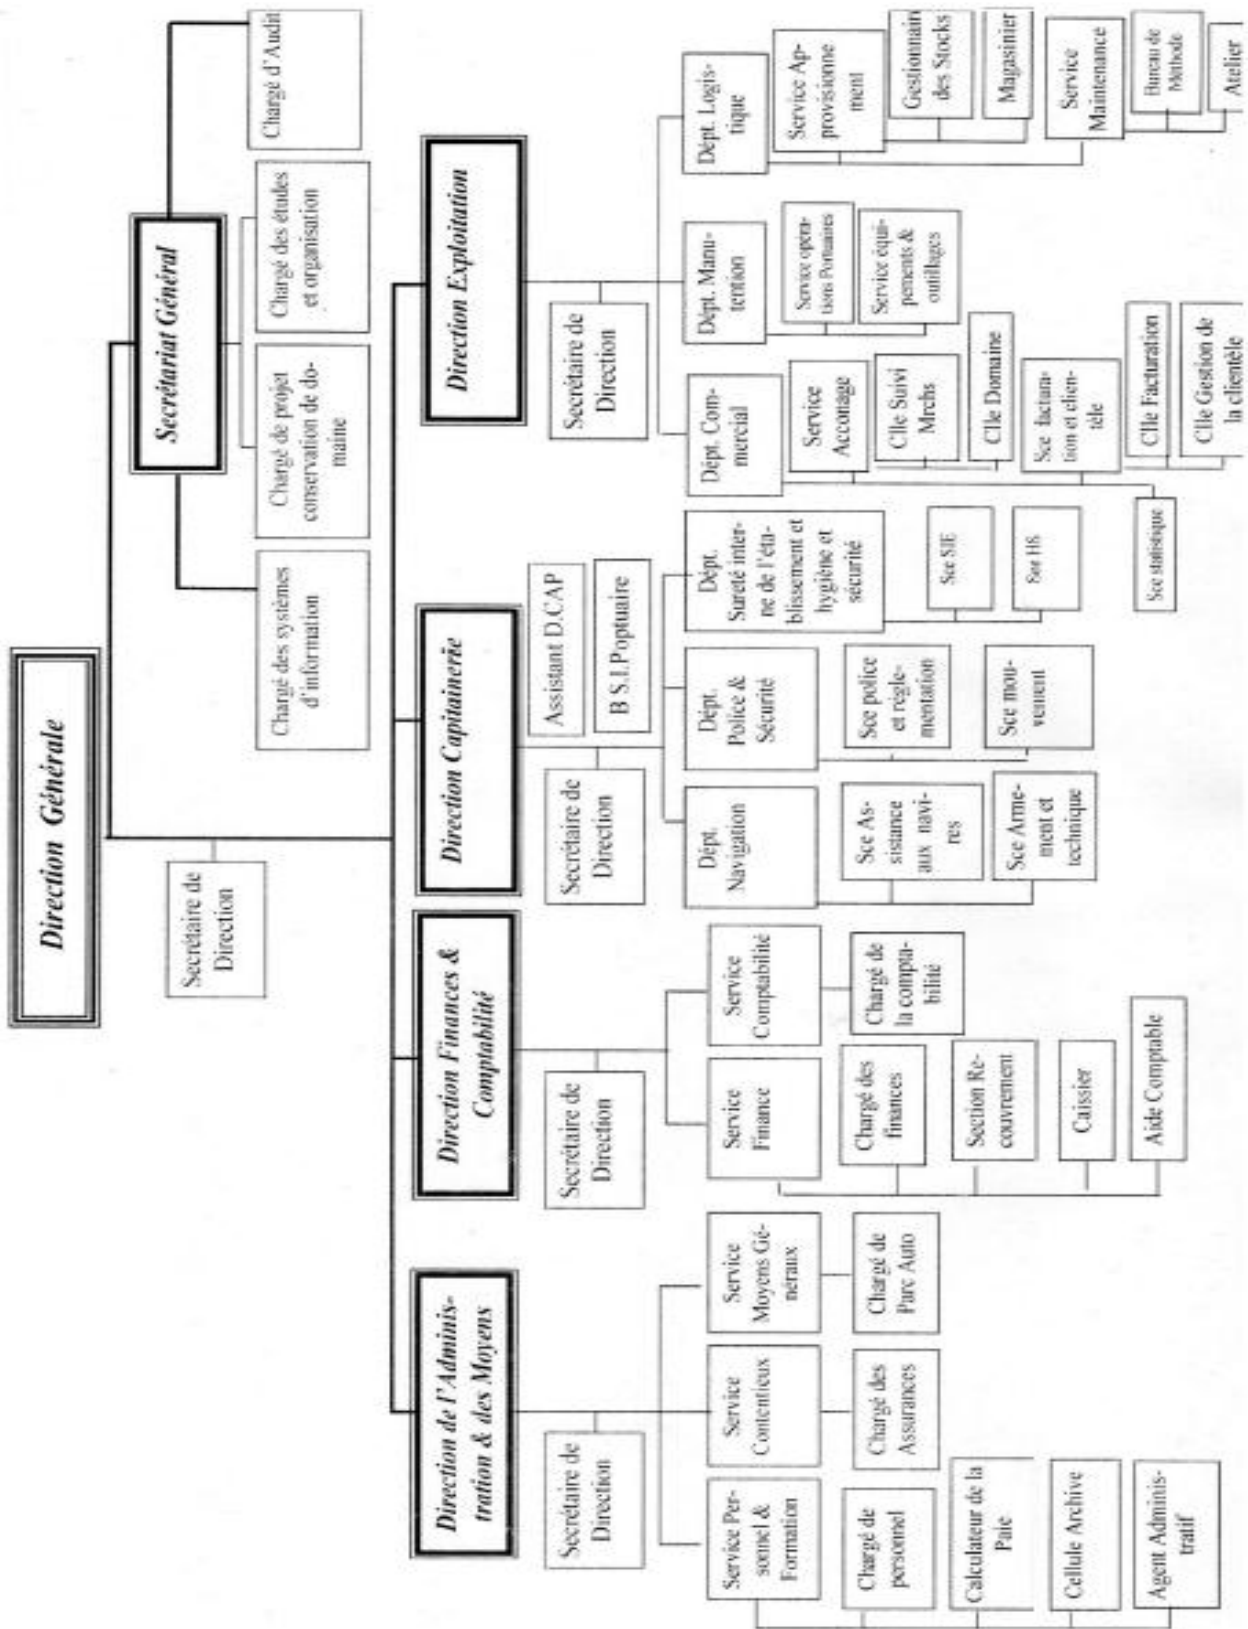 Direction Générale
Secrétaire de
Direction
Secrétariat Général
Chargé des systèmes
d'information
Chargé de projet
conservation de do-
maine
Chargé des études
et organisation
Chargé d'Audit
Direction de l'Adminis-
tration & des Moyens
Direction Finances &
Comptabilité
Direction Capitainerie
Direction Exploitation
Secrétaire de
Direction
Service Per-
sonnel &
Formation
Chargé de
personnel
Calculateur de la
Paie
Cellule Archive
Agent Adminis-
tratif
Service
Contentieux
Chargé des
Assurances
Service
Moyens Gé-
néraux
Chargé de
Parc Auto
Secrétaire de
Direction
Service
Finance
Chargé des
finances
Section Re-
couvrement
Caissier
Aide Comptable
Service
Comptabilité
Chargé de
la compta-
bilité
Assistant D.CAP
B S.I.Poptuaire
Secrétaire de
Direction
Dépt.
Navigation
Sce As-
sistance
aux navi-
res
Sce Arme-
ment et
technique
Dépt.
Police &
Sécurité
Sce police
et régle-
mentation
Sce mou-
vement
Dépt.
Sureté inter-
ne de l'éta-
blissement et
hygiène et
sécurité
Sce SIE
HS
Secrétaire de
Direction
Dépt. Com-
mercial
Service
Acconage
Clle Suivi
Mrchs
Clle Domaine
Sce factura-
tion et clien-
tèle
Clle Facturation
Clle Gestion de
la clientèle
Sce statistique
Dépt. Manu-
tention
Service opéra-
tions Portuaires
Service équi-
pements &
outillages
Dépt. Logis-
tique
Service Ap-
provisionne
ment
Gestionnair
des Stocks
Magasinier
Service
Maintenance
Bureau de
Methode
Atelier